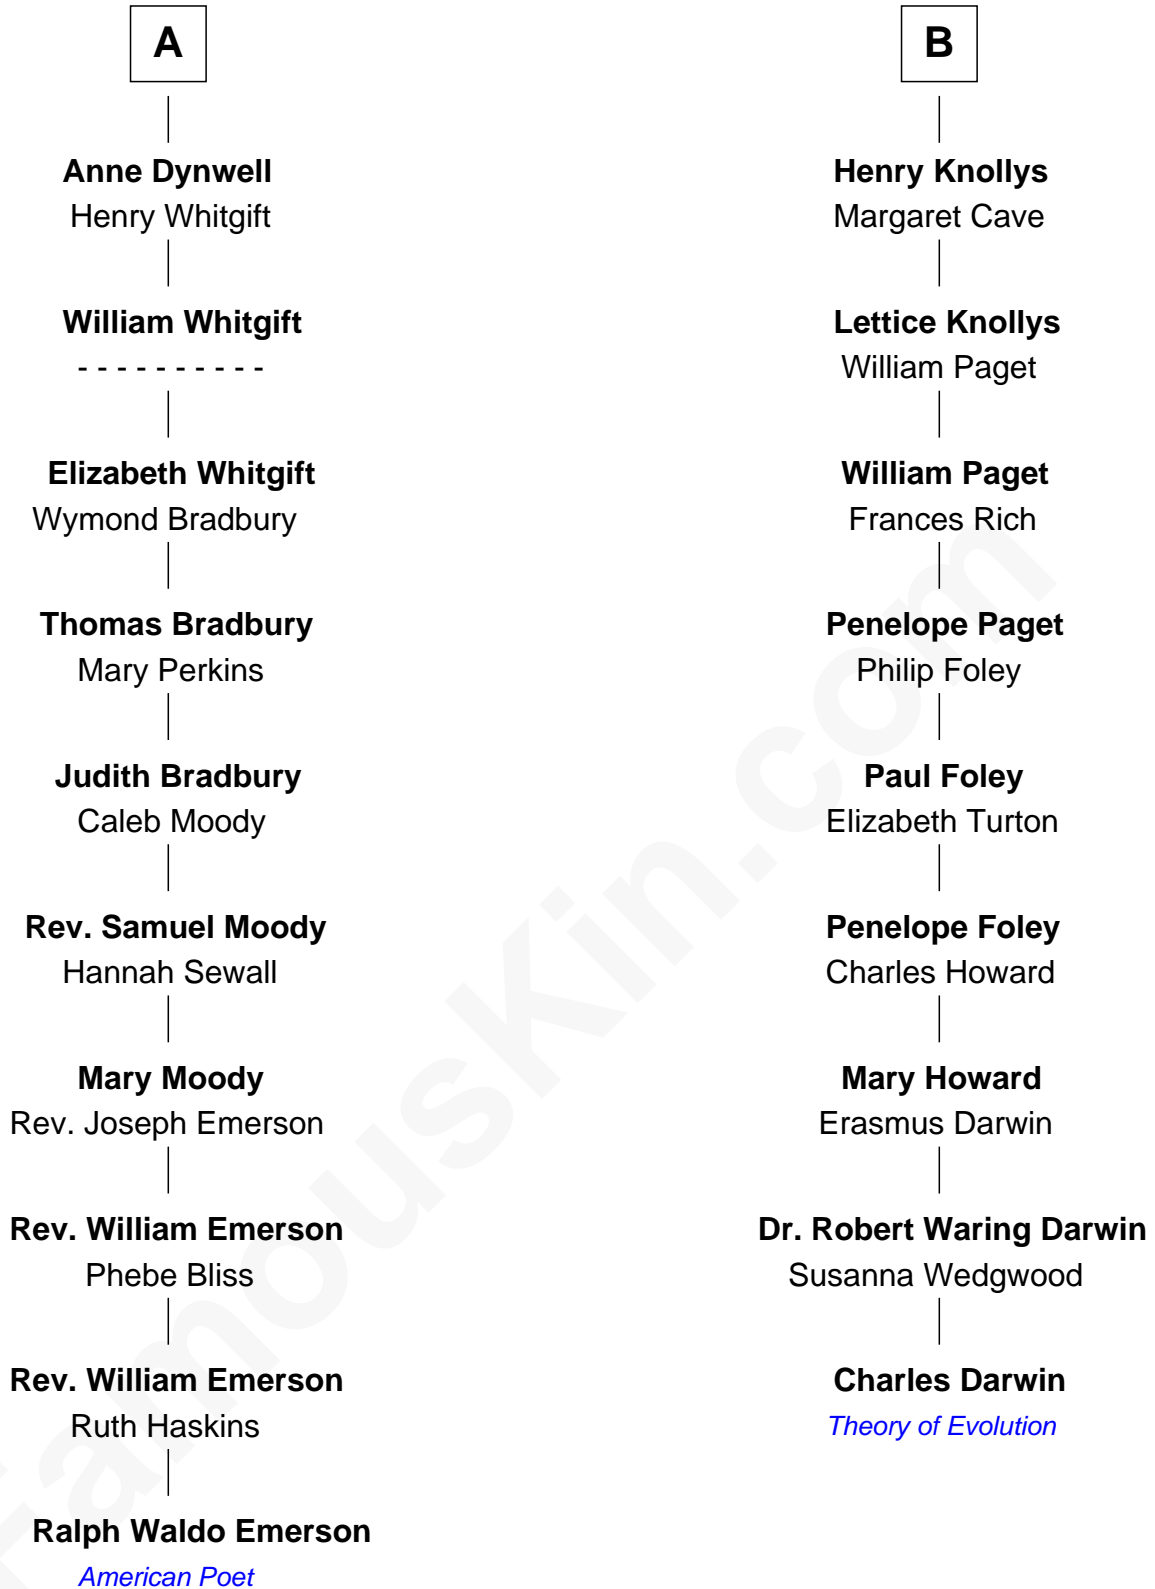 A
Anne Dynwell
Henry Whitgift
William Whitgift
- - - - - - - - - -
Elizabeth Whitgift
Wymond Bradbury
Thomas Bradbury
Mary Perkins
Judith Bradbury
Caleb Moody
Rev. Samuel Moody
Hannah Sewall
Mary Moody
Rev. Joseph Emerson
Rev. William Emerson
Phebe Bliss
Rev. William Emerson
Ruth Haskins
Ralph Waldo Emerson
American Poet
B
Henry Knollys
Margaret Cave
Lettice Knollys
William Paget
William Paget
Frances Rich
Penelope Paget
Philip Foley
Paul Foley
Elizabeth Turton
Penelope Foley
Charles Howard
Mary Howard
Erasmus Darwin
Dr. Robert Waring Darwin
Susanna Wedgwood
Charles Darwin
Theory of Evolution
FamousKin.com